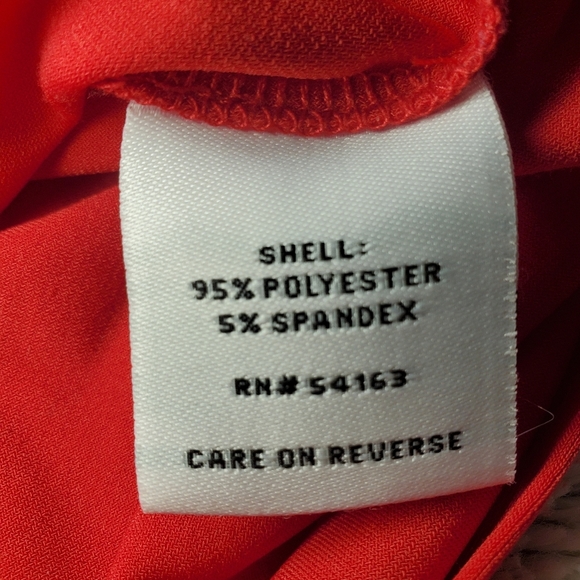 SHELL:
95% POLYESTER
5% SPANDEX
RN# 54163
CARE ON REVERSE